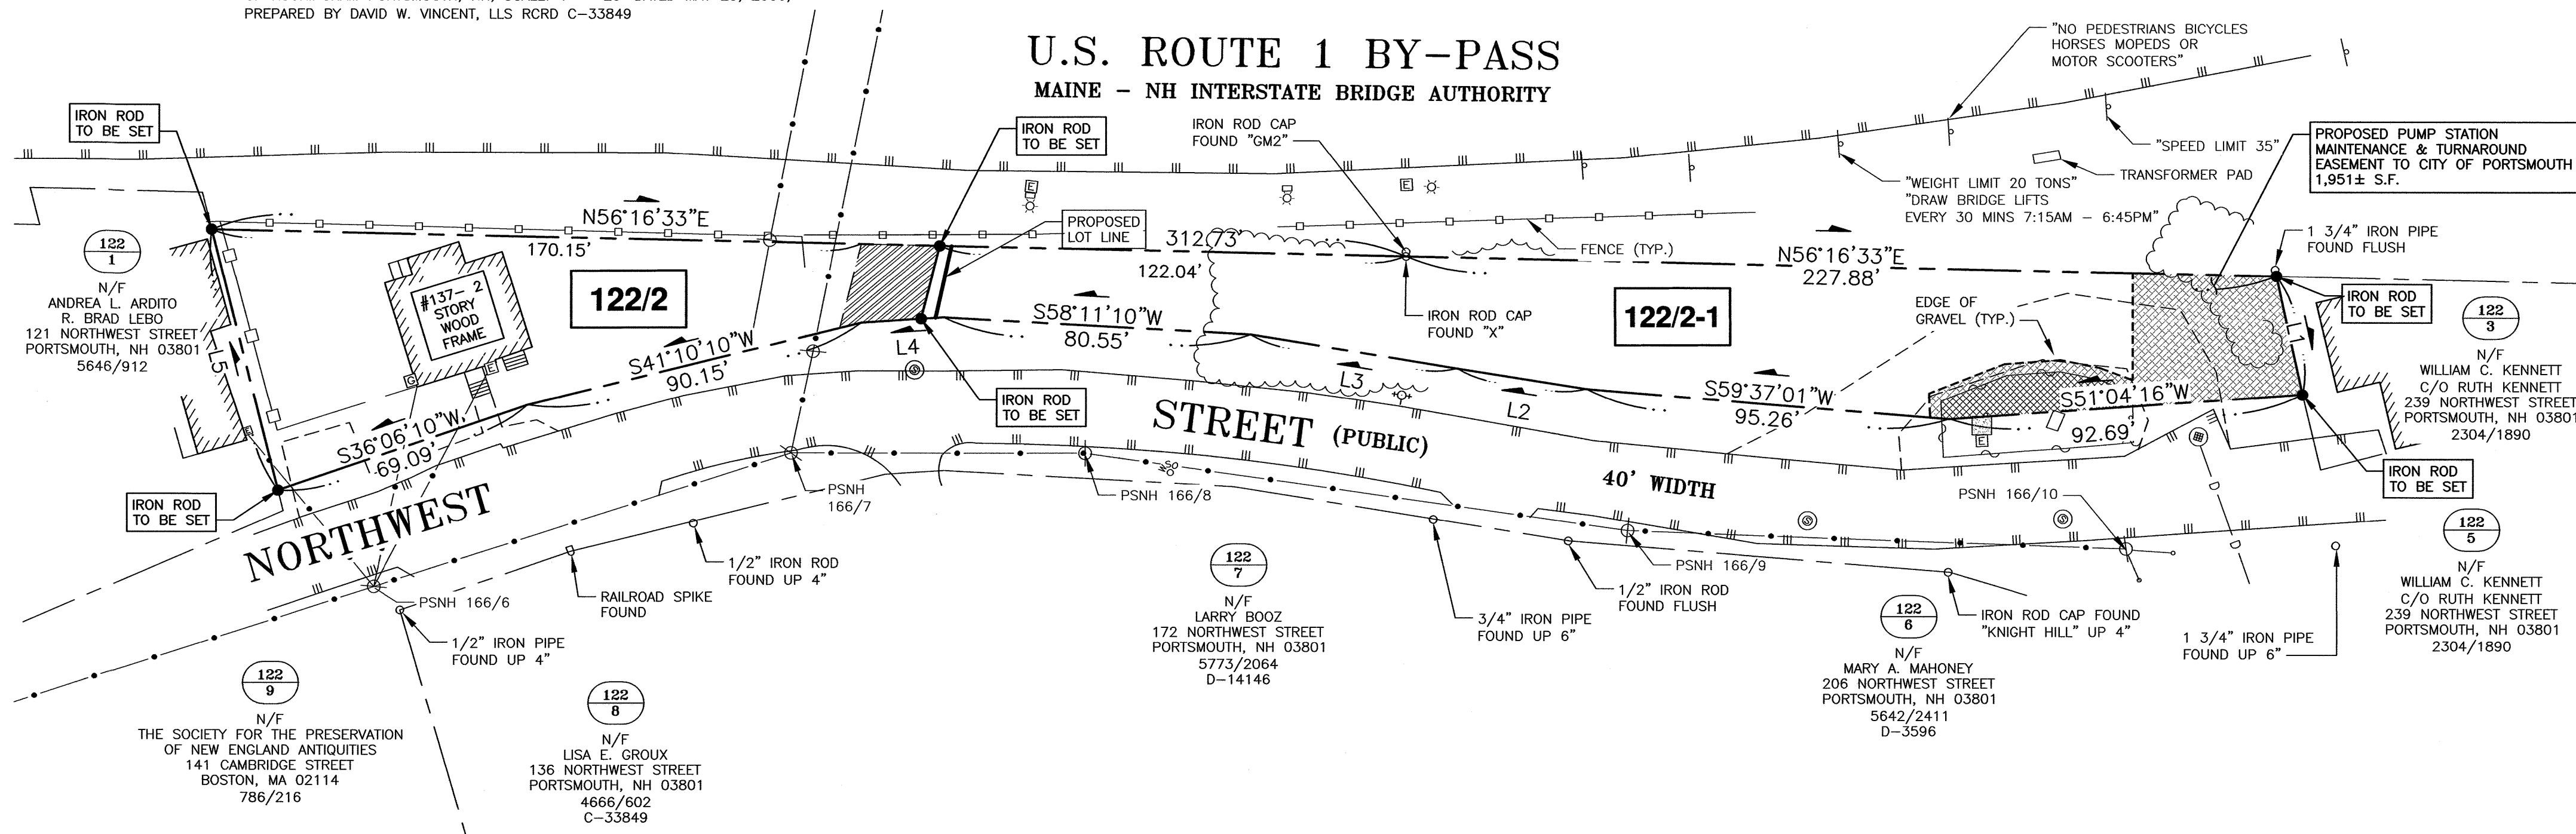 PREPARED BY DAVID W. VINCENT, LLS RCRD C-33849
U.S. ROUTE 1 BY-PASS
MAINE - NH INTERSTATE BRIDGE AUTHORITY
"NO PEDESTRIANS BICYCLES
HORSES MOPEDS OR
MOTOR SCOOTERS"
IRON ROD
TO BE SET
IRON ROD
TO BE SET
IRON ROD CAP
FOUND "GM2"
"SPEED LIMIT 35"
TRANSFORMER PAD
"WEIGHT LIMIT 20 TONS"
"DRAW BRIDGE LIFTS
EVERY 30 MINS 7:15AM - 6:45PM"
PROPOSED PUMP STATION
MAINTENANCE & TURNAROUND
EASEMENT TO CITY OF PORTSMOUTH
1,951± S.F.
N56°16'33"E
170.15'
PROPOSED
LOT LINE
312.73'
122.04'
FENCE (TYP.)
N56°16'33"E
227.88'
1 3/4" IRON PIPE
FOUND FLUSH
E
E
122
1
N/F
ANDREA L. ARDITO
R. BRAD LEBO
121 NORTHWEST STREET
PORTSMOUTH, NH 03801
5646/912
L5
#137- 2
STORY
WOOD
FRAME
G
E
122/2
S58°11'10"W
80.55'
IRON ROD CAP
FOUND "X"
122/2-1
EDGE OF
GRAVEL (TYP.)
L1
IRON ROD
TO BE SET
122
3
N/F
WILLIAM C. KENNETT
C/O RUTH KENNETT
239 NORTHWEST STREET
PORTSMOUTH, NH 03801
2304/1890
S41°10'10"W
90.15'
L4
S
IRON ROD
TO BE SET
L3
L2
S59°37'01"W
95.26'
S51°04'16"W
92.69'
E
S36°06'10"W
69.09'
IRON ROD
TO BE SET
NORTHWEST
STREET (PUBLIC)
40' WIDTH
PSNH
166/7
PSNH 166/8
SO
WO
PSNH 166/10
D
D
S
S
IRON ROD
TO BE SET
PSNH 166/6
1/2" IRON ROD
FOUND UP 4"
RAILROAD SPIKE
FOUND
1/2" IRON PIPE
FOUND UP 4"
PSNH 166/9
1/2" IRON ROD
FOUND FLUSH
3/4" IRON PIPE
FOUND UP 6"
IRON ROD CAP FOUND
"KNIGHT HILL" UP 4"
1 3/4" IRON PIPE
FOUND UP 6"
122
5
N/F
WILLIAM C. KENNETT
C/O RUTH KENNETT
239 NORTHWEST STREET
PORTSMOUTH, NH 03801
2304/1890
122
7
N/F
LARRY BOOZ
172 NORTHWEST STREET
PORTSMOUTH, NH 03801
5773/2064
D-14146
122
6
N/F
MARY A. MAHONEY
206 NORTHWEST STREET
PORTSMOUTH, NH 03801
5642/2411
D-3596
122
9
N/F
THE SOCIETY FOR THE PRESERVATION
OF NEW ENGLAND ANTIQUITIES
141 CAMBRIDGE STREET
BOSTON, MA 02114
786/216
122
8
N/F
LISA E. GROUX
136 NORTHWEST STREET
PORTSMOUTH, NH 03801
4666/602
C-33849